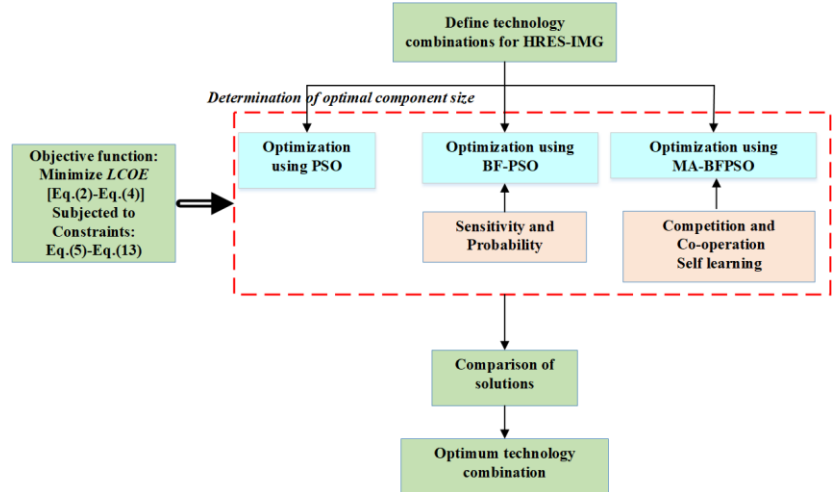 Define technology
combinations for HRES-IMG
Determination of optimal component size
Objective function:
Minimize LCOE
[Eq.(2)-Eq.(4)]
Subjected to
Constraints:
Eq.(5)-Eq.(13)
Optimization
using PSO
Optimization using
BF-PSO
Optimization using
MA-BFPSO
Sensitivity and
Probability
Competition and
Co-operation
Self learning
Comparison of
solutions
Optimum technology
combination